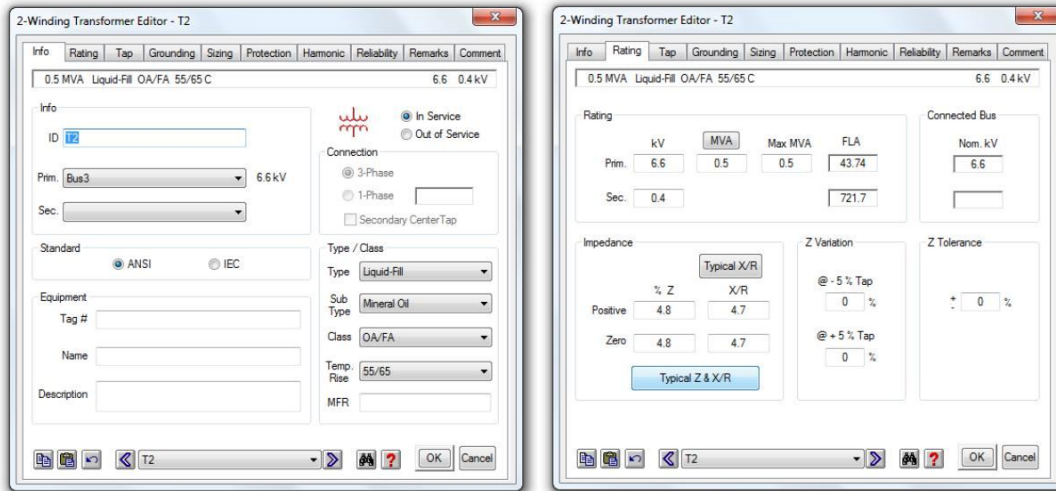 2-Winding Transformer Editor - T2
Info Rating Tap Grounding Sizing Protection Harmonic Reliability Remarks Comment
0.5 MVA Liquid-Fill OA/FA 55/65 C 6.6 0.4 kV
Info
ID T2
Prim. Bus3 6.6 kV
Sec.
In Service
Out of Service
Connection
3-Phase
1-Phase
Secondary CenterTap
Standard
ANSI IEC
Equipment
Tag #
Name
Description
Type / Class
Type Liquid-Fill
Sub Type Mineral Oil
Class OA/FA
Temp. Rise 55/65
MFR
T2
? OK Cancel
2-Winding Transformer Editor - T2
Info Rating Tap Grounding Sizing Protection Harmonic Reliability Remarks Comment
0.5 MVA Liquid-Fill OA/FA 55/65 C 6.6 0.4 kV
Rating
kV MVA Max MVA FLA
Prim. 6.6 0.5 0.5 43.74
Sec. 0.4 721.7
Connected Bus
Nom. kV
6.6
Impedance
Typical X/R
% Z X/R
Positive 4.8 4.7
Zero 4.8 4.7
Typical Z & X/R
Z Variation
@ - 5 % Tap
0 %
@ + 5 % Tap
0 %
Z Tolerance
+ - 0 %
T2
? OK Cancel